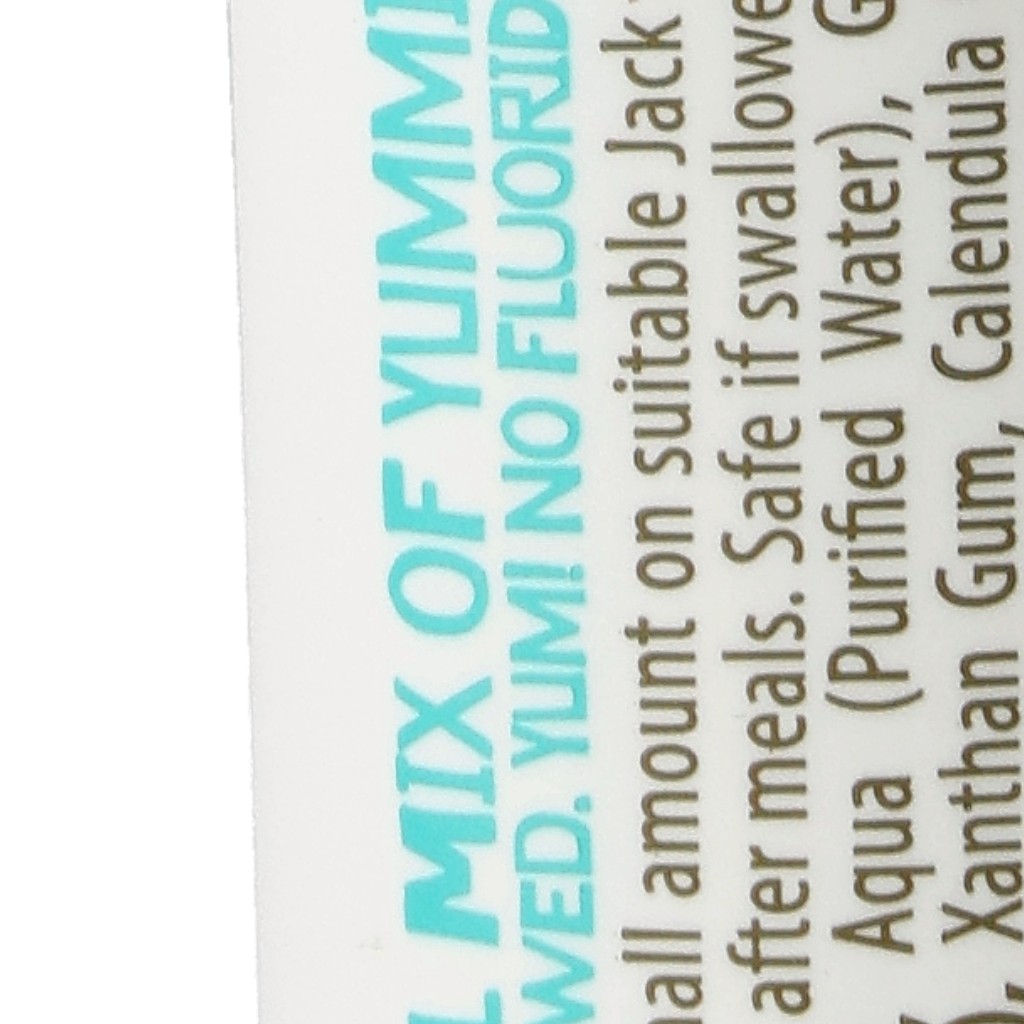 MIX OF YUMMI
WED. YUM! NO FLUORID
all amount on suitable Jack
after meals. Safe if swallowe
Aqua (Purified Water), G
), Xanthan Gum, Calendula